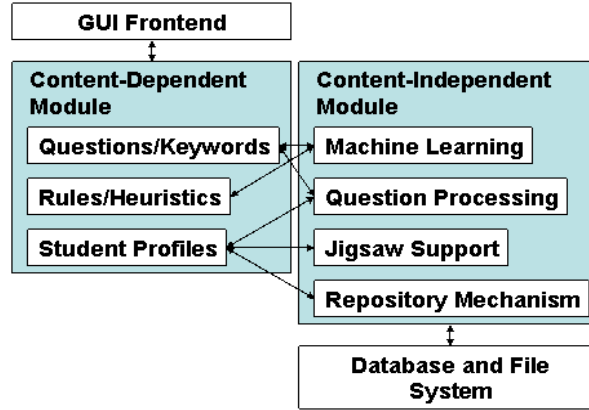 GUI Frontend
Content-Dependent
Module
Questions/Keywords
Rules/Heuristics
Student Profiles
Content-Independent
Module
Machine Learning
Question Processing
Jigsaw Support
Repository Mechanism
Database and File
System